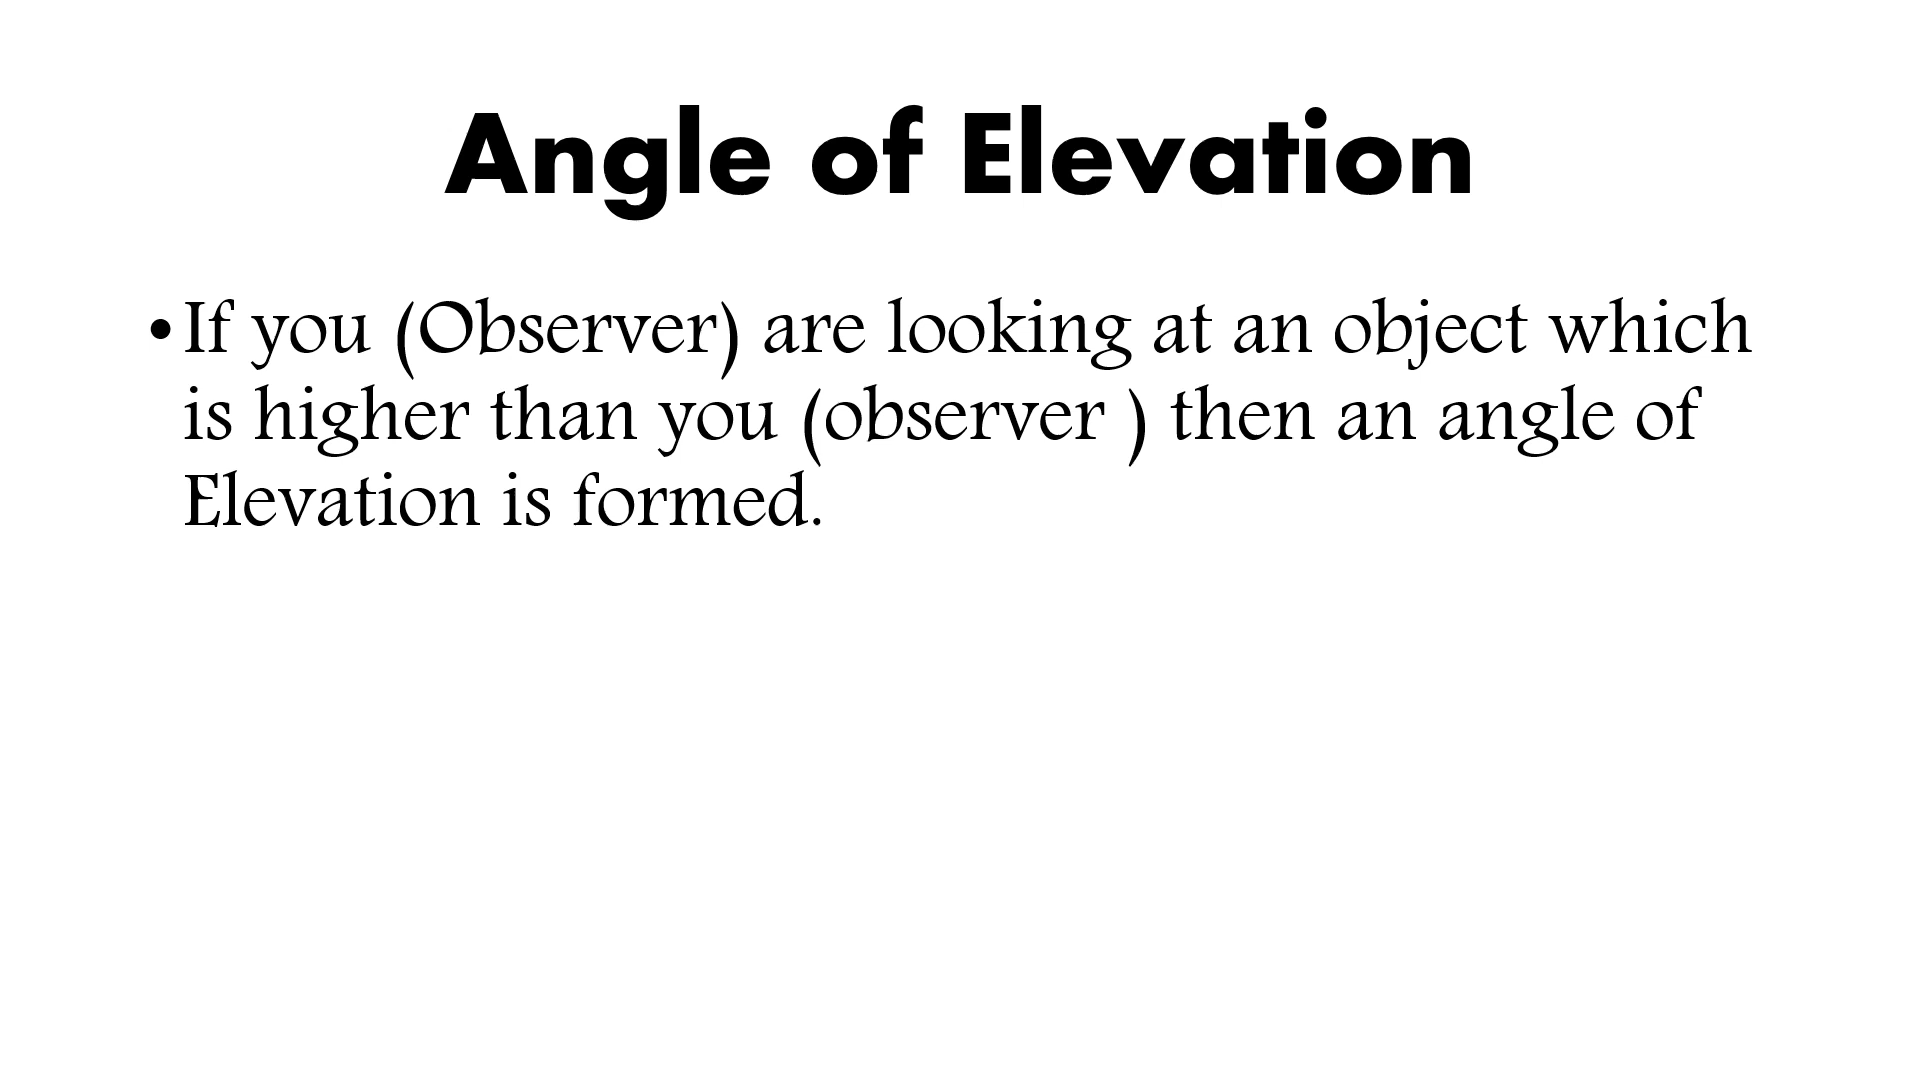 Angle of Elevation
•If you (Observer) are looking at an object which
is higher than you (observer ) then an angle of
Elevation is formed.